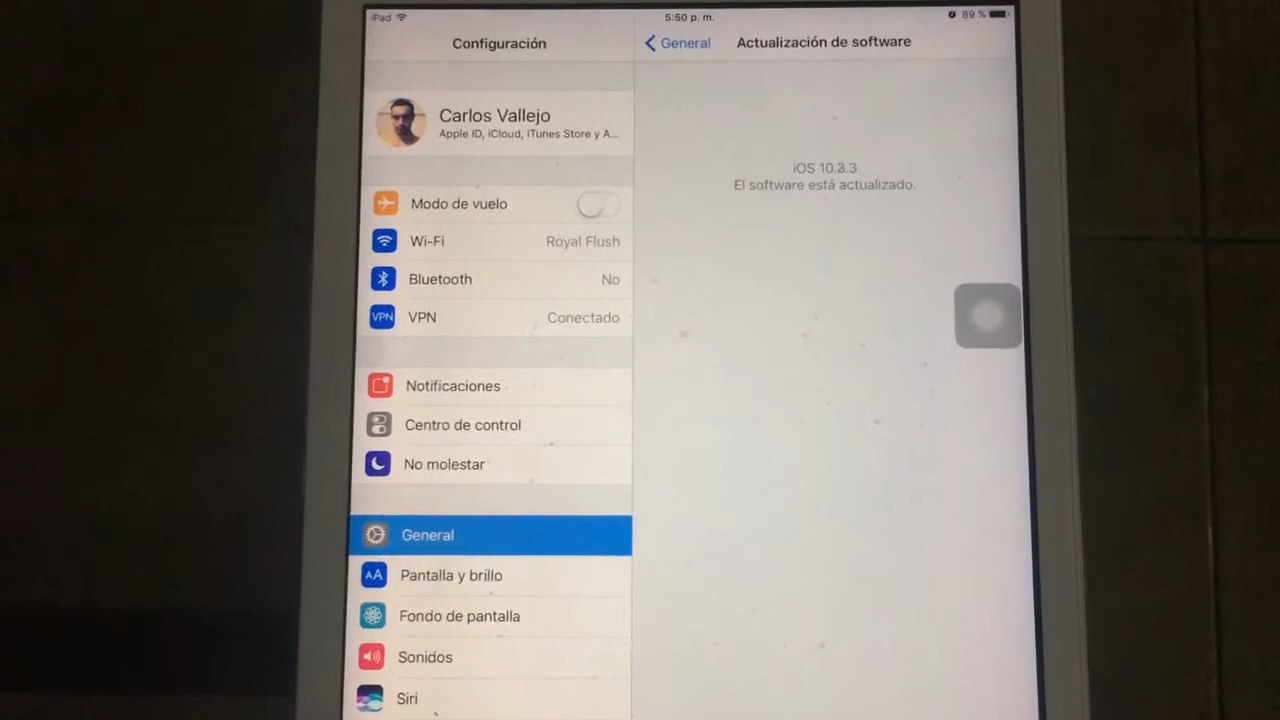 iPad
5:50 p. m.
89 %
Configuración
General
Actualización de software
Carlos Vallejo
Apple ID, iCloud, iTunes Store y A...
iOS 10.3.3
El software está actualizado.
Modo de vuelo
Wi-Fi
Royal Flush
Bluetooth
No
VPN
VPN
Conectado
Notificaciones
Centro de control
No molestar
General
AA
Pantalla y brillo
Fondo de pantalla
Sonidos
Siri